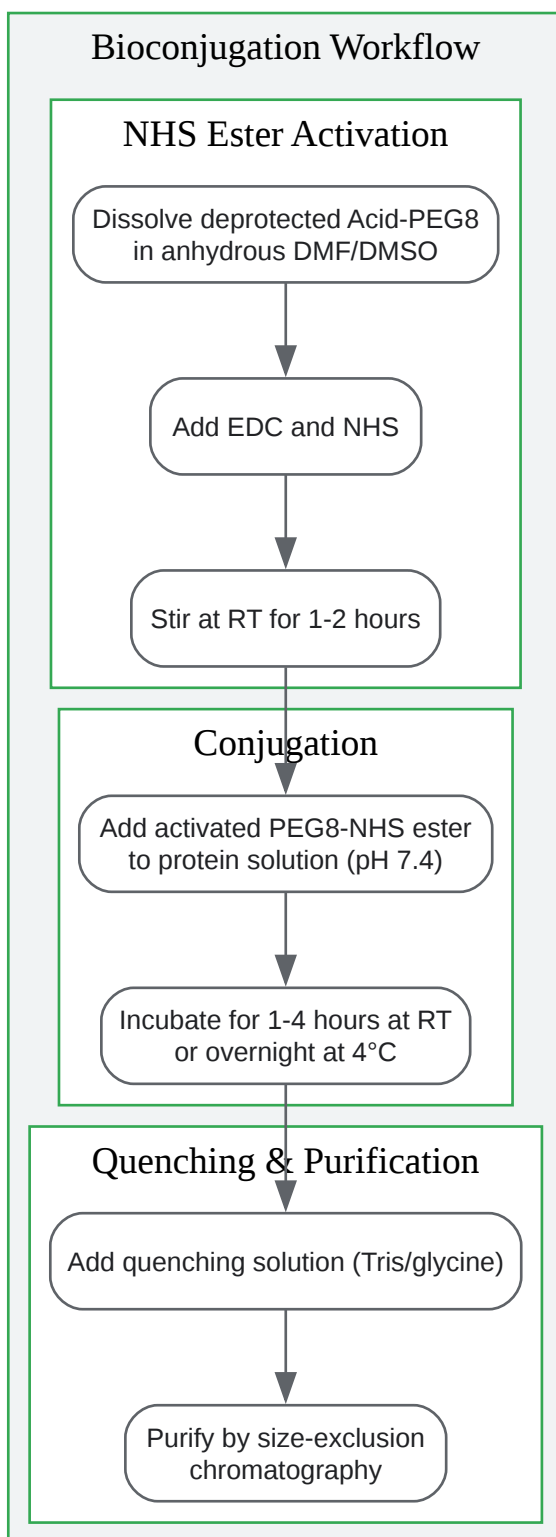 Bioconjugation Workflow
NHS Ester Activation
Dissolve deprotected Acid-PEG8
in anhydrous DMF/DMSO
Add EDC and NHS
Stir at RT for 1-2 hours
Conjugation
Add activated PEG8-NHS ester
to protein solution (pH 7.4)
Incubate for 1-4 hours at RT
or overnight at 4°C
Quenching & Purification
Add quenching solution (Tris/glycine)
Purify by size-exclusion
chromatography